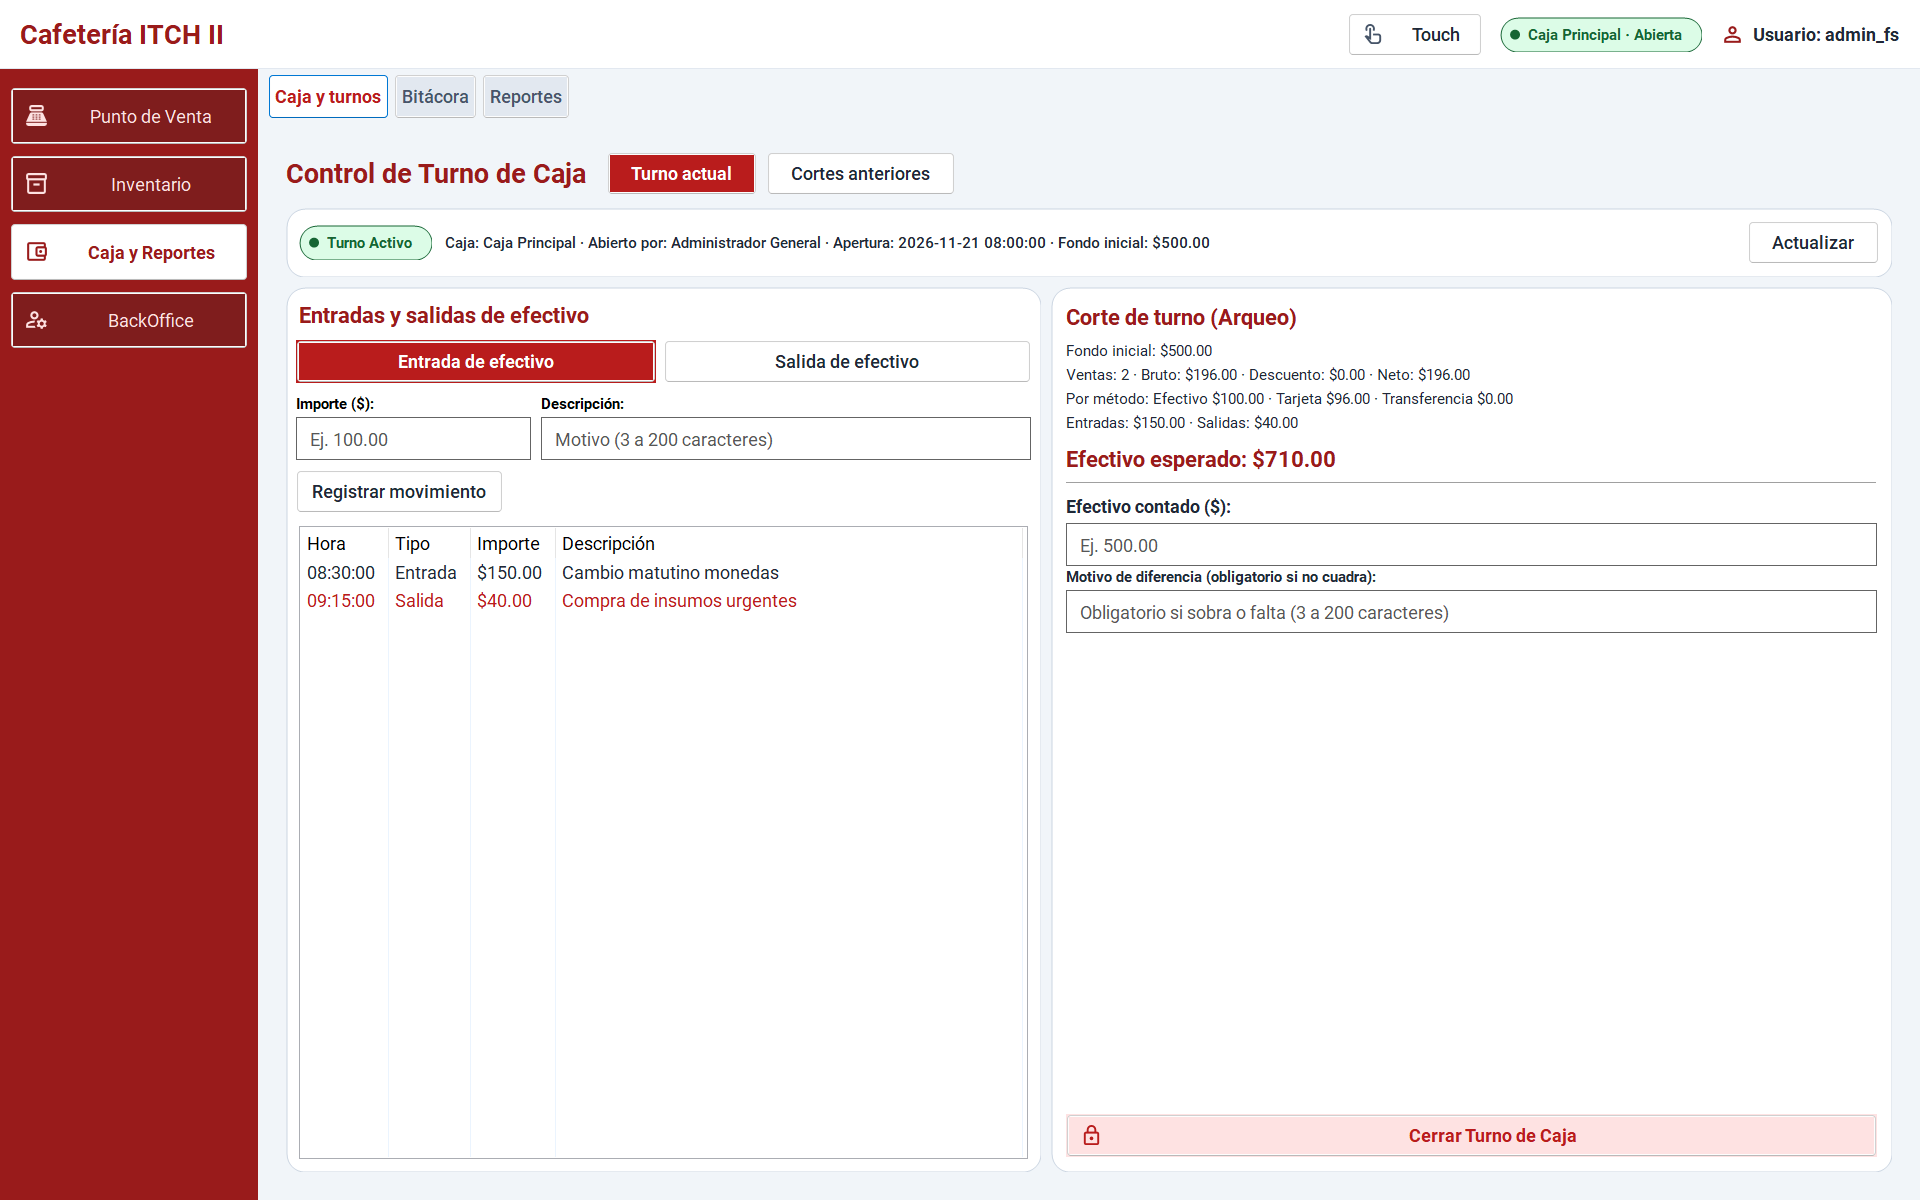 Cafetería ITCH II
Touch
Caja Principal · Abierta
Usuario: admin_fs
Punto de Venta
Inventario
Caja y Reportes
BackOffice
Caja y turnos
Bitácora
Reportes
Control de Turno de Caja
Turno actual
Cortes anteriores
Turno Activo
Caja: Caja Principal · Abierto por: Administrador General · Apertura: 2026-11-21 08:00:00 · Fondo inicial: $500.00
Actualizar
Entradas y salidas de efectivo
Entrada de efectivo
Salida de efectivo
Importe ($):
Descripción:
Ej. 100.00
Motivo (3 a 200 caracteres)
Registrar movimiento
Hora Tipo Importe Descripción
08:30:00 Entrada $150.00 Cambio matutino monedas
09:15:00 Salida $40.00 Compra de insumos urgentes
Corte de turno (Arqueo)
Fondo inicial: $500.00
Ventas: 2 · Bruto: $196.00 · Descuento: $0.00 · Neto: $196.00
Por método: Efectivo $100.00 · Tarjeta $96.00 · Transferencia $0.00
Entradas: $150.00 · Salidas: $40.00
Efectivo esperado: $710.00
Efectivo contado ($):
Ej. 500.00
Motivo de diferencia (obligatorio si no cuadra):
Obligatorio si sobra o falta (3 a 200 caracteres)
Cerrar Turno de Caja